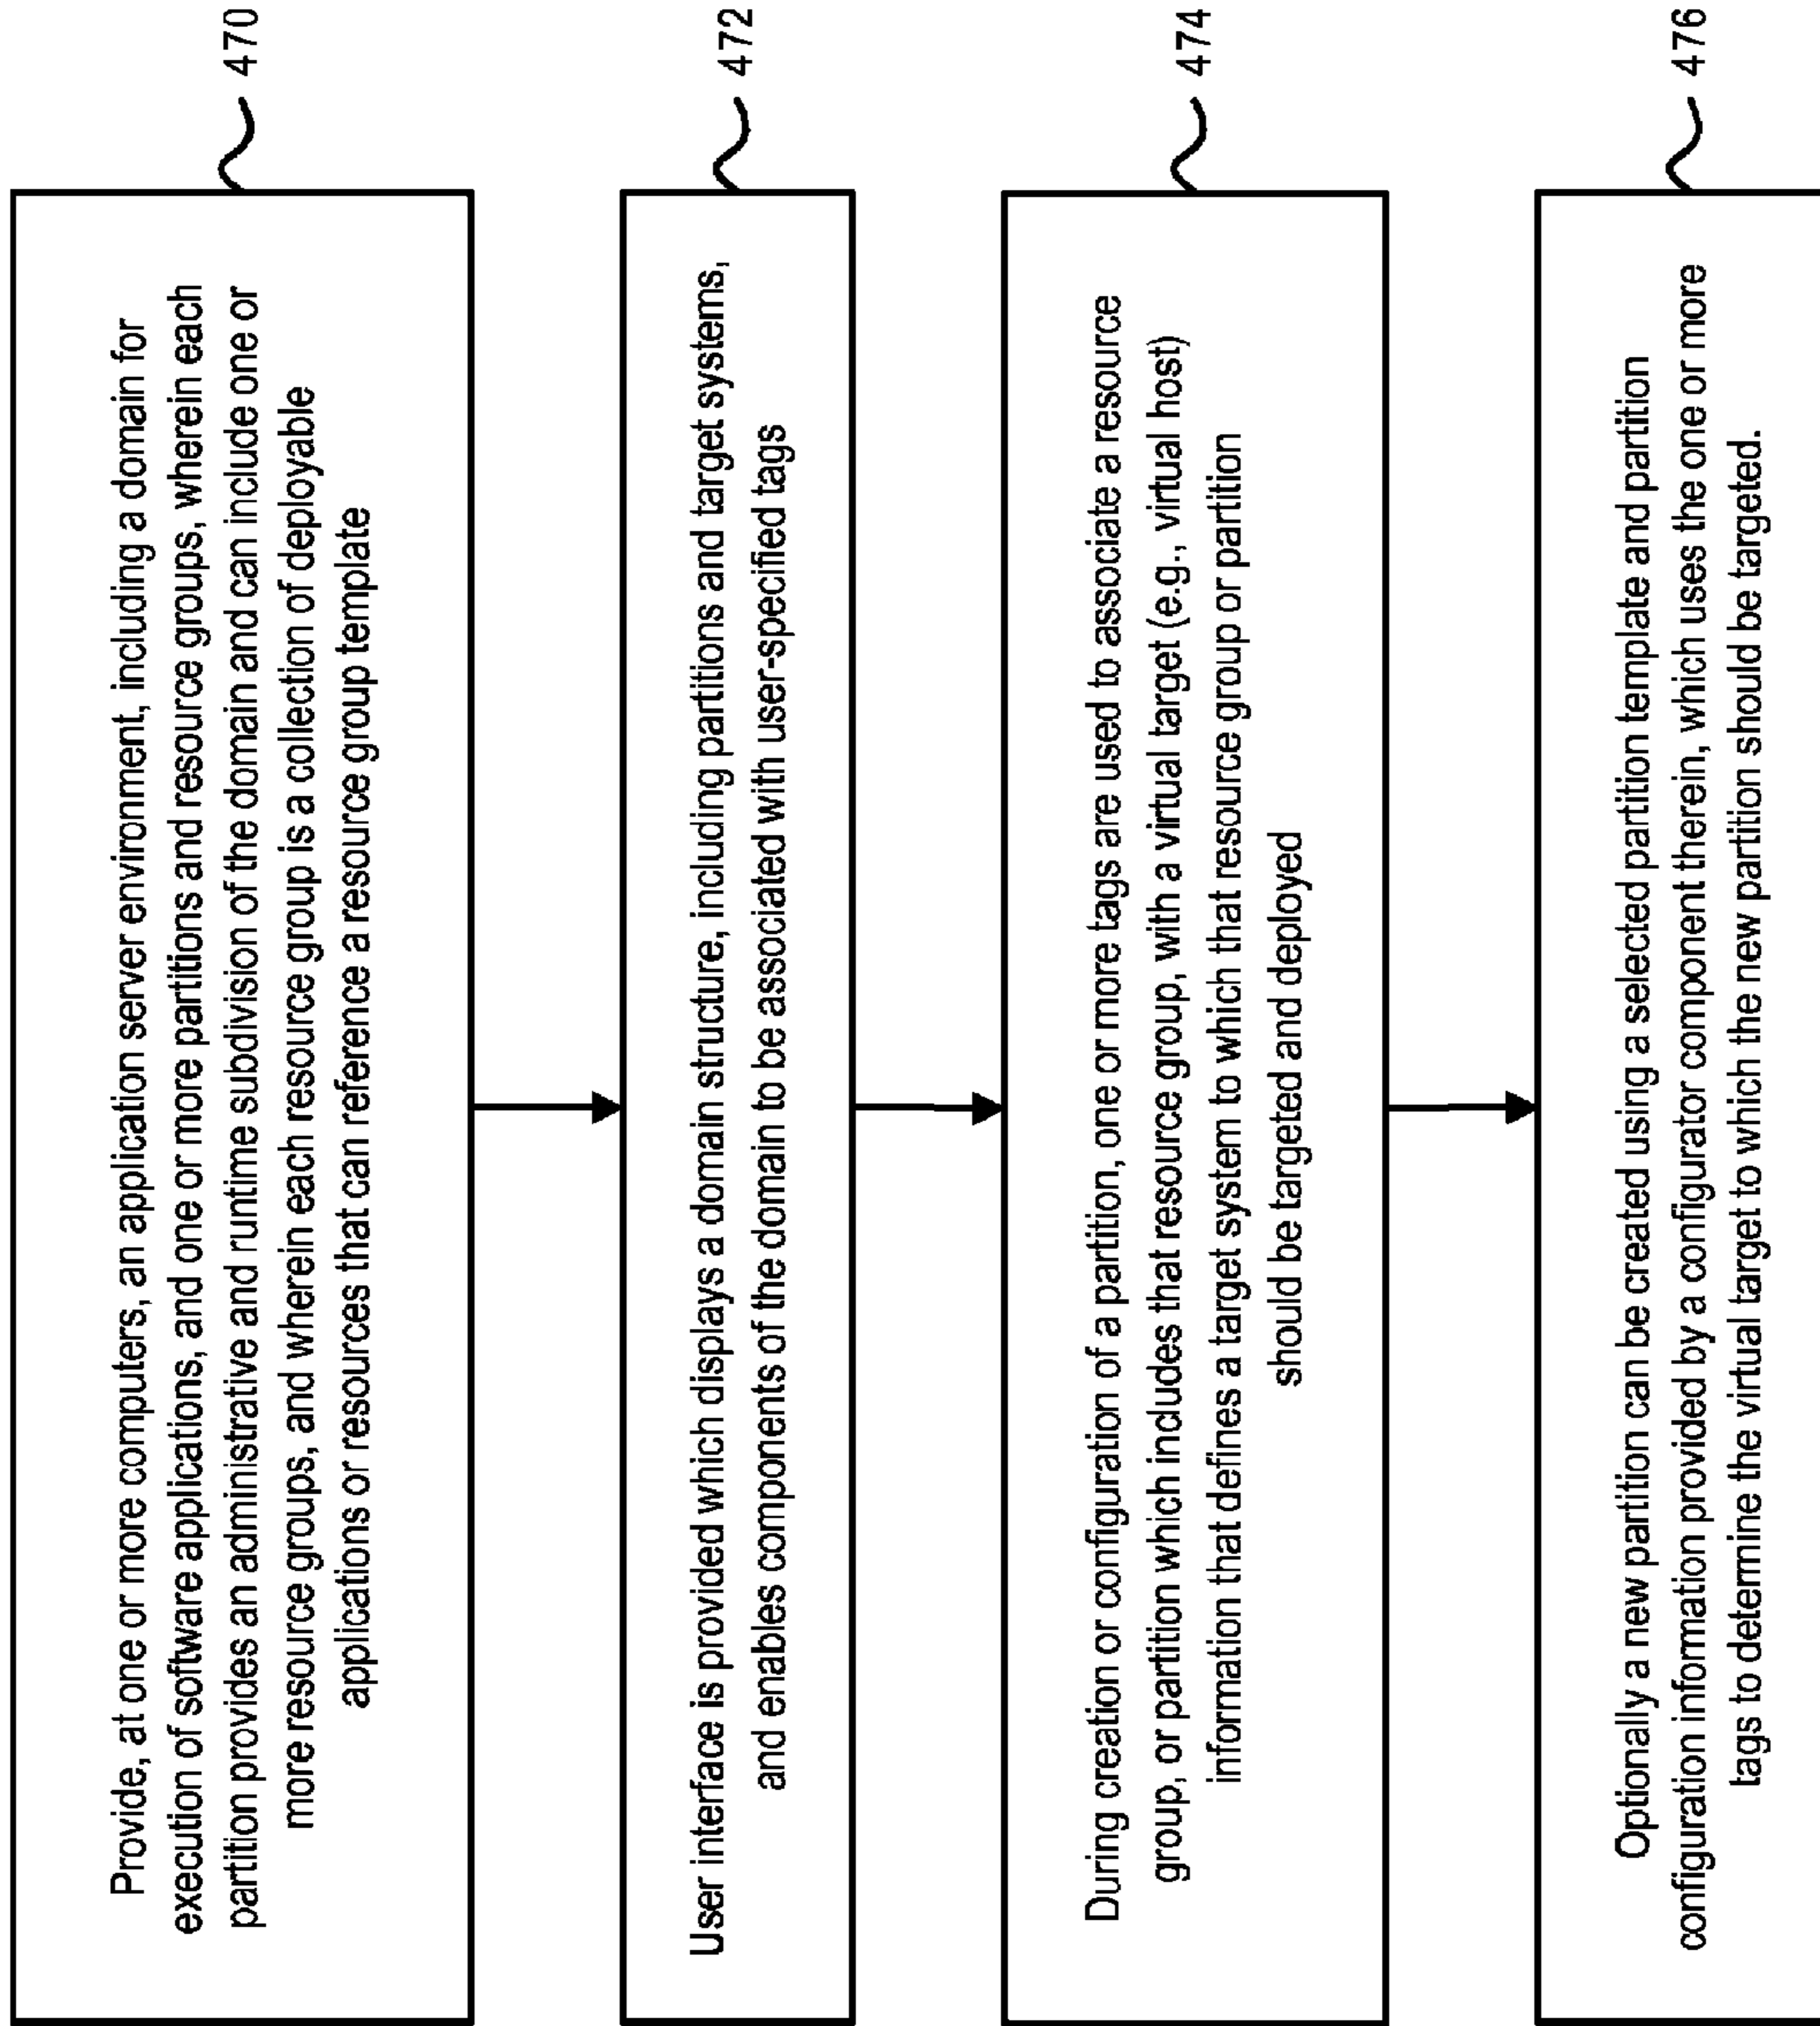 Provide, at one or more computers, an application server environment, including a domain for
execution of software applications, and one or more partitions and resource groups, wherein each
partition provides an administrative and runtime subdivision of the domain and can include one or
more resource groups, and wherein each resource group is a collection of deployable
applications or resources that can reference a resource group template
470
User interface is provided which displays a domain structure, including partitions and target systems,
and enables components of the domain to be associated with user-specified tags
472
During creation or configuration of a partition, one or more tags are used to associate a resource
group, or partition which includes that resource group, with a virtual target (e.g., virtual host)
information that defines a target system to which that resource group or partition
should be targeted and deployed
474
Optionally a new partition can be created using a selected partition template and partition
configuration information provided by a configurator component therein, which uses the one or more
tags to determine the virtual target to which the new partition should be targeted.
476